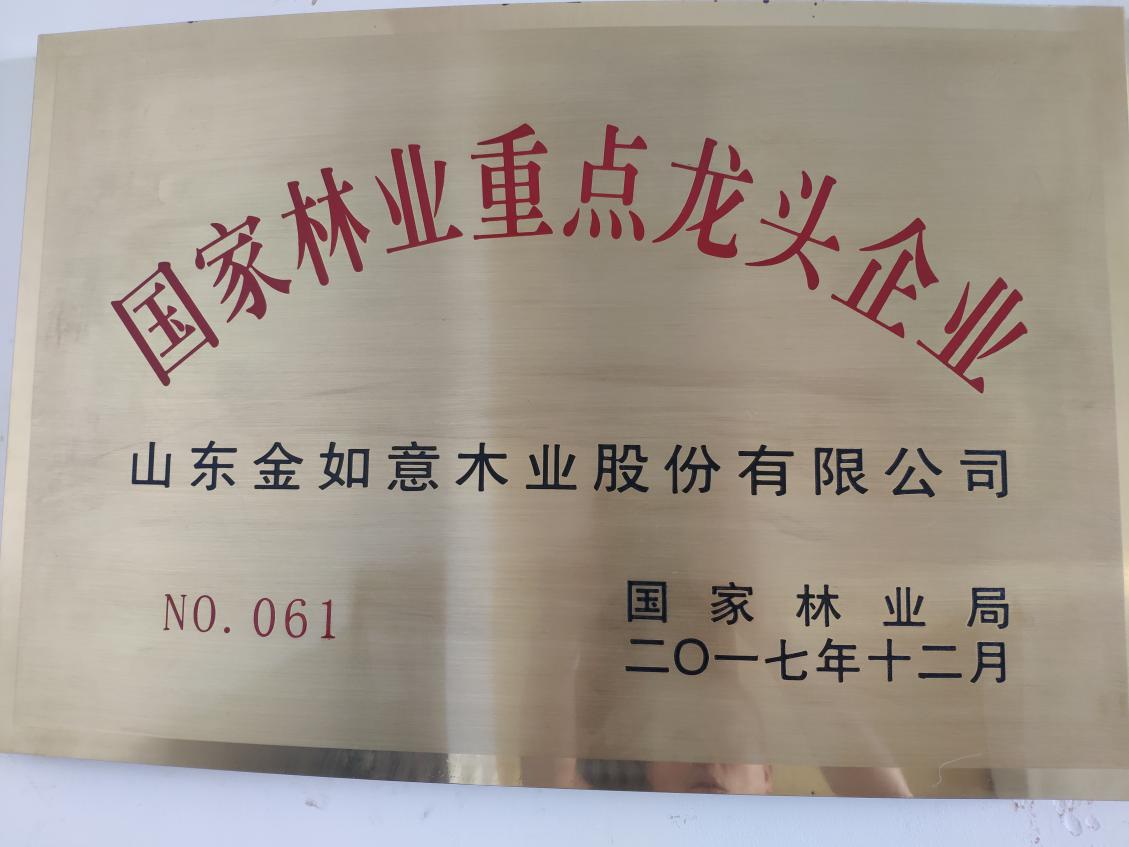 国家林业重点龙头企业
山东金如意木业股份有限公司
NO.061
国家林业局
二〇一七年十二月